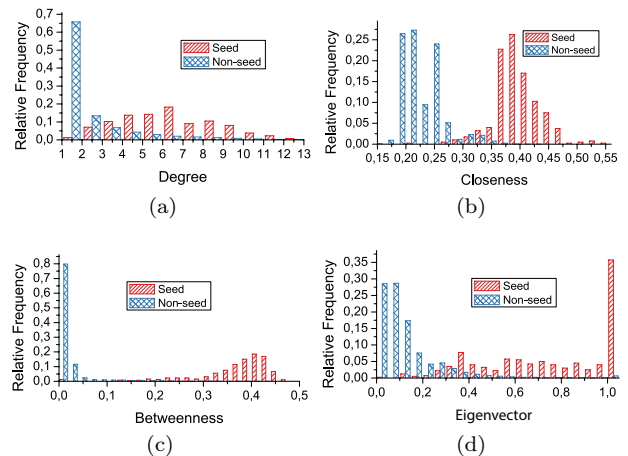 0,7
0,6
0,5
0,4
0,3
0,2
0,1
0,0
Relative Frequency
Seed
Non-seed
1 2 3 4 5 6 7 8 9 10 11 12 13
Degree
(a)
0,25
0,20
0,15
0,10
0,05
0,00
Relative Frequency
Seed
Non-seed
0,15 0,20 0,25 0,30 0,35 0,40 0,45 0,50 0,55
Closeness
(b)
0,8
0,7
0,6
0,5
0,4
0,3
0,2
0,1
0,0
Relative Frequency
Seed
Non-seed
0,0 0,1 0,2 0,3 0,4 0,5
Betweenness
(c)
0,35
0,30
0,25
0,20
0,15
0,10
0,05
0,00
Relative Frequency
Seed
Non-seed
0,0 0,2 0,4 0,6 0,8 1,0
Eigenvector
(d)